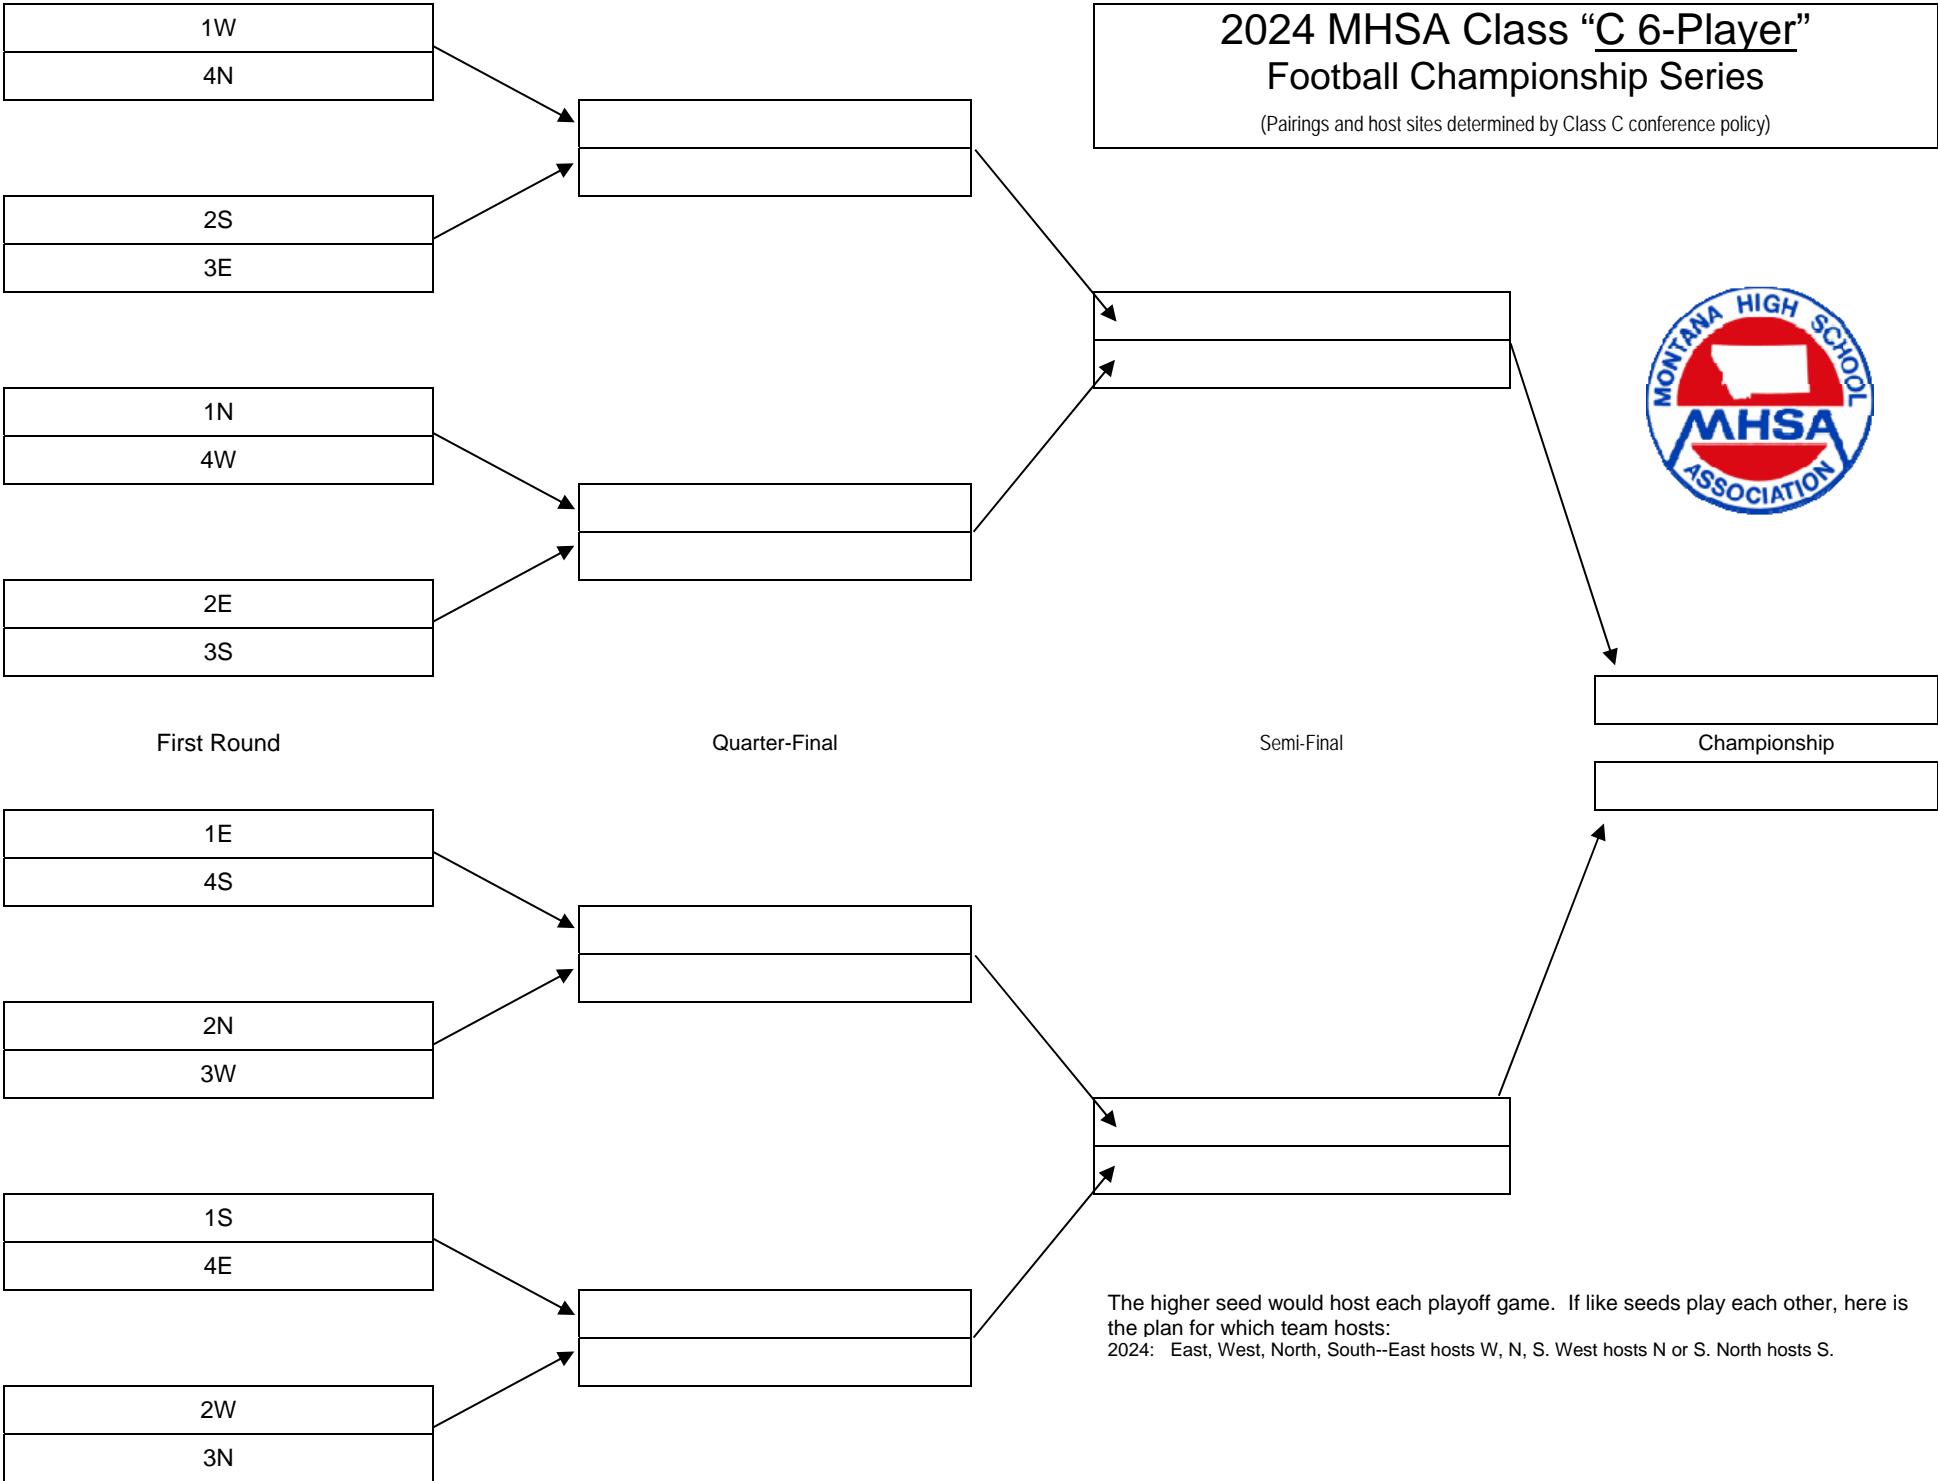 2024 MHSA Class “C 6-Player”
Football Championship Series
(Pairings and host sites determined by Class C conference policy)
1W
4N
2S
3E
1N
4W
2E
3S
MONTANA HIGH SCHOOL
MHSA
ASSOCIATION
First Round
Quarter-Final
Semi-Final
Championship
1E
4S
2N
3W
1S
4E
2W
3N
The higher seed would host each playoff game.  If like seeds play each other, here is
the plan for which team hosts:
2024:   East, West, North, South--East hosts W, N, S. West hosts N or S. North hosts S.